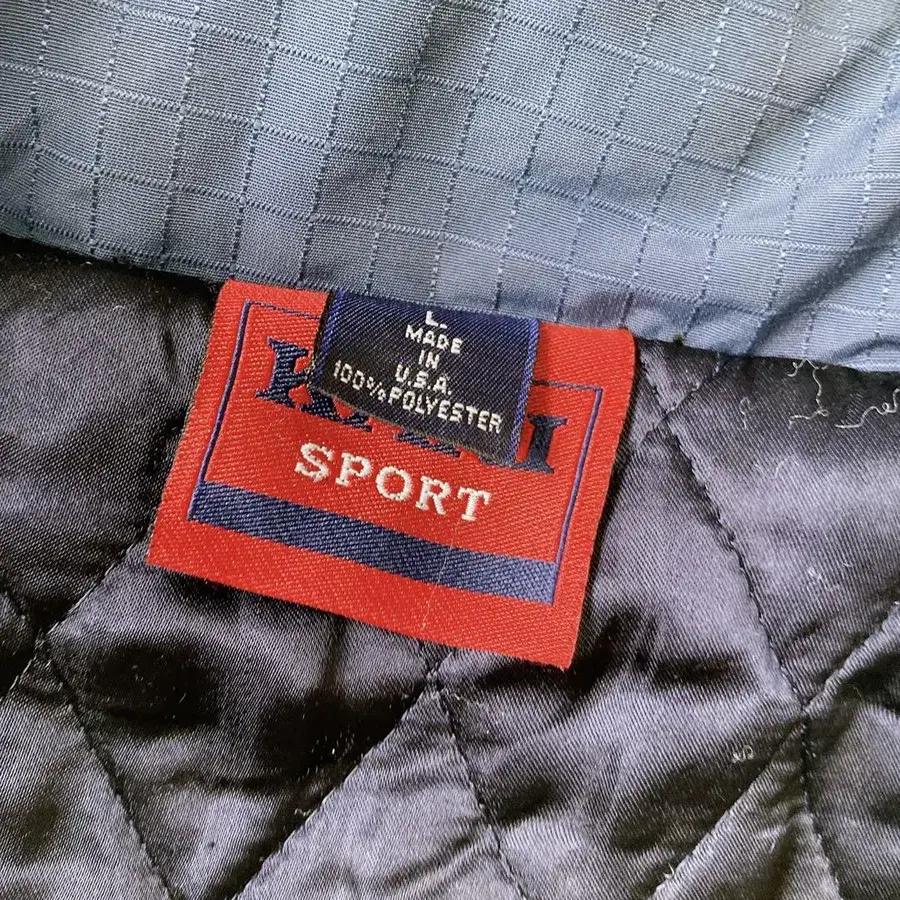 L.
MADE
IN
U.S.A.
100% POLYESTER
SPORT